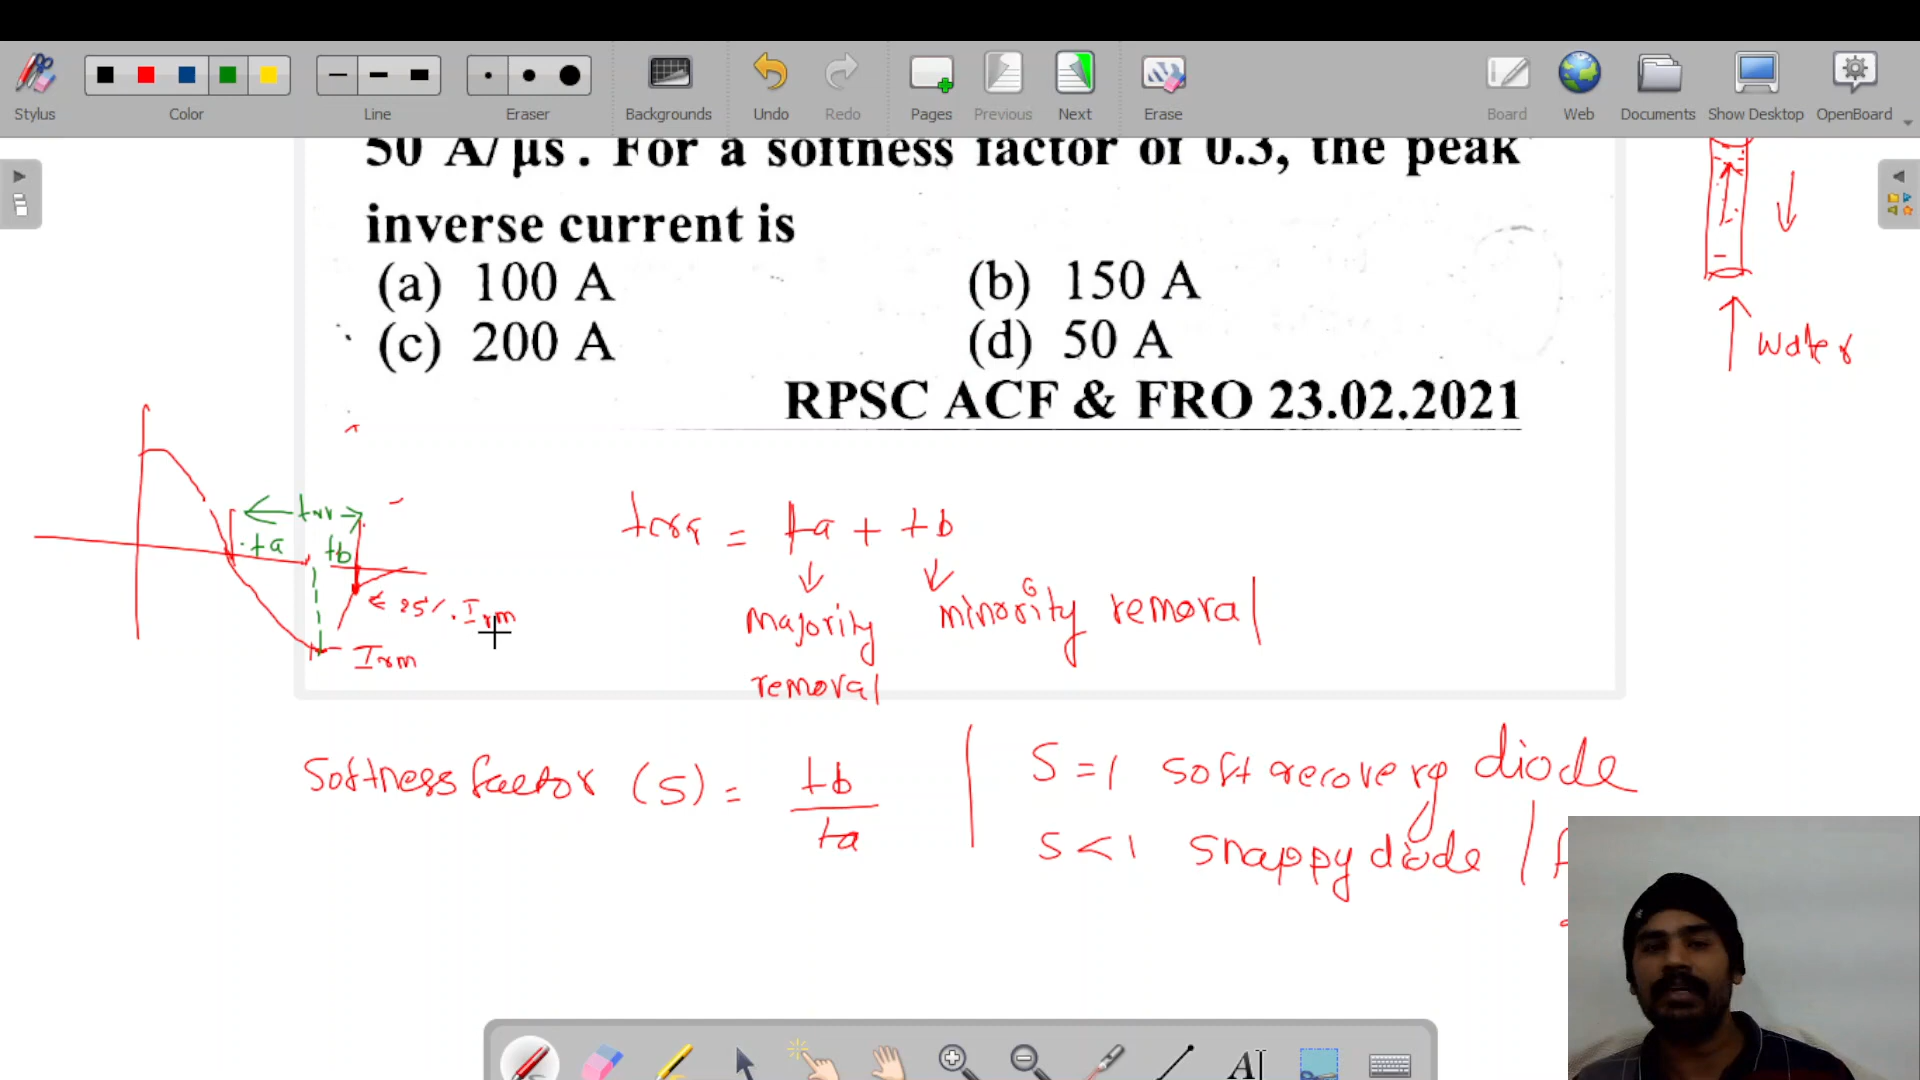 Stylus
Color
Line
Eraser
Backgrounds
Undo
Redo
Pages
Previous
Next
Erase
Board
Web
Documents
Show Desktop
OpenBoard
50 A/μs. For a softness factor of 0.3, the peak
inverse current is
(a) 100 A
(b) 150 A
(c) 200 A
(d) 50 A
RPSC ACF & FRO 23.02.2021
water
trr
ta
tb
25% Irm
Irm
= ta + tb
majority
removal
minority removal
Softness factor (S) = tb
ta
S = 1 soft recovery diode
S < 1 snappy diode /
A